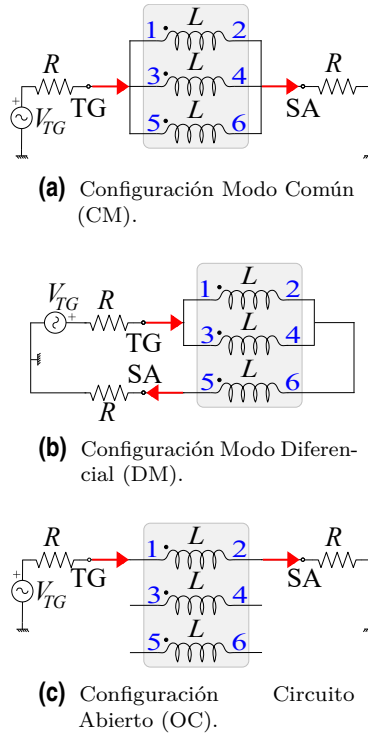 L
1 2
R L R
3 4
TG SA
V_TG L
5 6
(a) Configuración Modo Común
(CM).
V_TG L
R 1 2
L
TG 3 4
SA L
5 6
R
(b) Configuración Modo Diferen-
cial (DM).
R L R
1 2
TG L SA
V_TG 3 4
L
5 6
(c) Configuración Circuito
Abierto (OC).